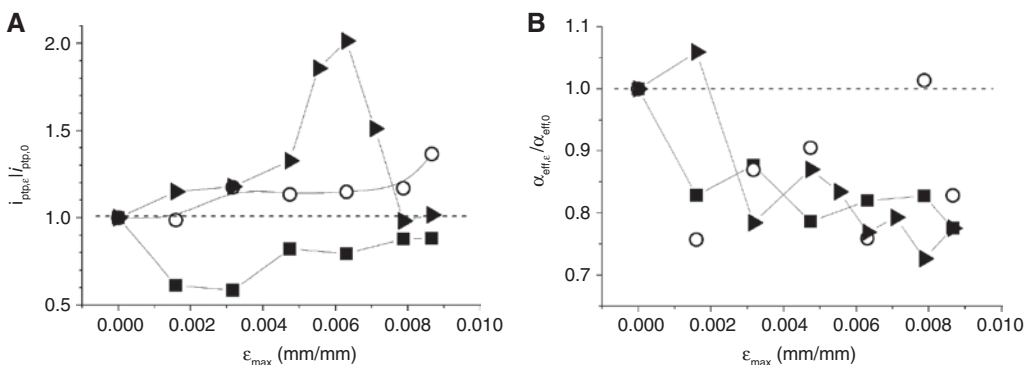 A
i_ptp,ε|i_ptp,0
2.0
1.5
1.0
0.5
0.000 0.002 0.004 0.006 0.008 0.010
ε_max (mm/mm)
B
α_eff,ε/α_eff,0
1.1
1.0
0.9
0.8
0.7
0.000 0.002 0.004 0.006 0.008 0.010
ε_max (mm/mm)